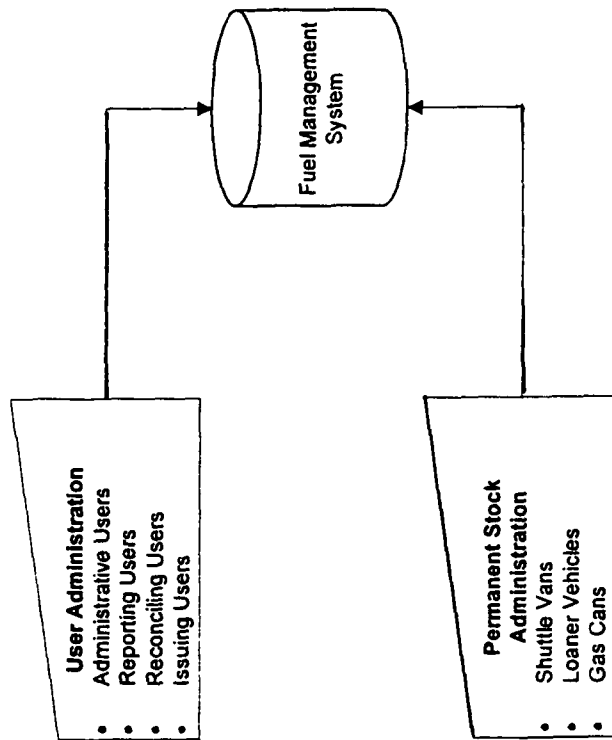 User Administration
• Administrative Users
• Reporting Users
• Reconciling Users
• Issuing Users
Fuel Management
System
Permanent Stock
Administration
• Shuttle Vans
• Loaner Vehicles
• Gas Cans